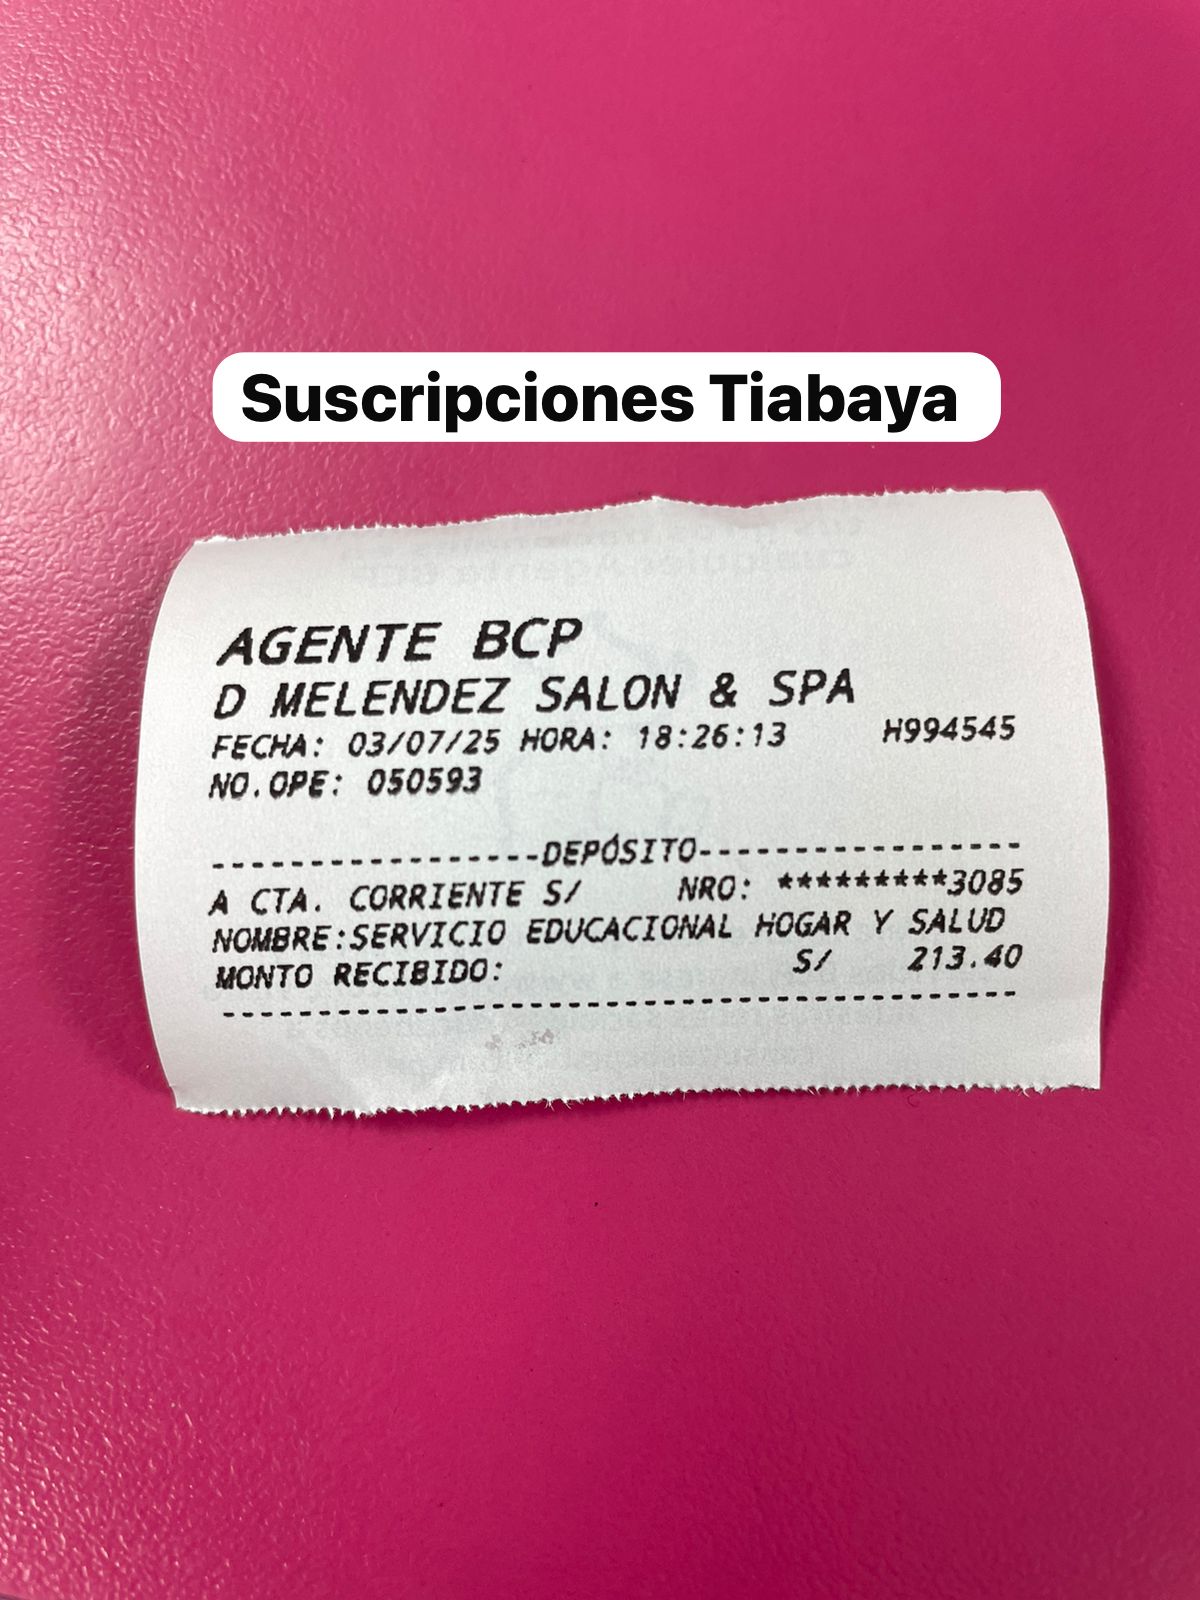 Suscripciones Tiabaya
AGENTE BCP
D MELENDEZ SALON & SPA
FECHA: 03/07/25 HORA: 18:26:13 H994545
NO.OPE: 050593
-----------------DEPÓSITO-----------------
A CTA. CORRIENTE S/ NRO: *********3085
NOMBRE:SERVICIO EDUCACIONAL HOGAR Y SALUD
MONTO RECIBIDO: S/ 213.40
------------------------------------------